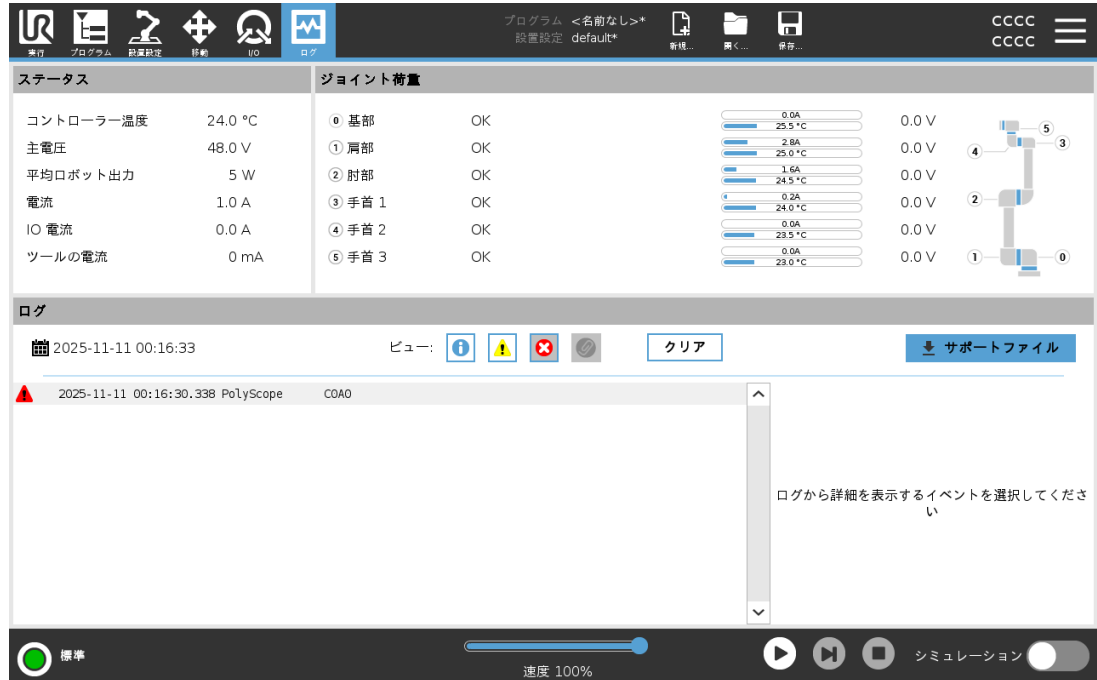 UR
実行 プログラム 設置設定 移動 I/O ログ
プログラム <名前なし>*
設置設定 default*
新規... 開く... 保存...
CCCC
CCCC
ステータス
コントローラー温度 24.0 °C
主電圧 48.0 V
平均ロボット出力 5 W
電流 1.0 A
IO 電流 0.0 A
ツールの電流 0 mA
ジョイント荷重
0 基部 OK 0.0A 25.5 °C 0.0 V
1 肩部 OK 2.8A 25.0 °C 0.0 V
2 肘部 OK 1.6A 24.5 °C 0.0 V
3 手首 1 OK 0.2A 24.0 °C 0.0 V
4 手首 2 OK 0.0A 23.5 °C 0.0 V
5 手首 3 OK 0.0A 23.0 °C 0.0 V
5
4 3
2
1 0
ログ
2025-11-11 00:16:33 ビュー: クリア サポートファイル
2025-11-11 00:16:30.338 PolyScope C0A0
ログから詳細を表示するイベントを選択してくださ
い
標準
速度 100%
シミュレーション